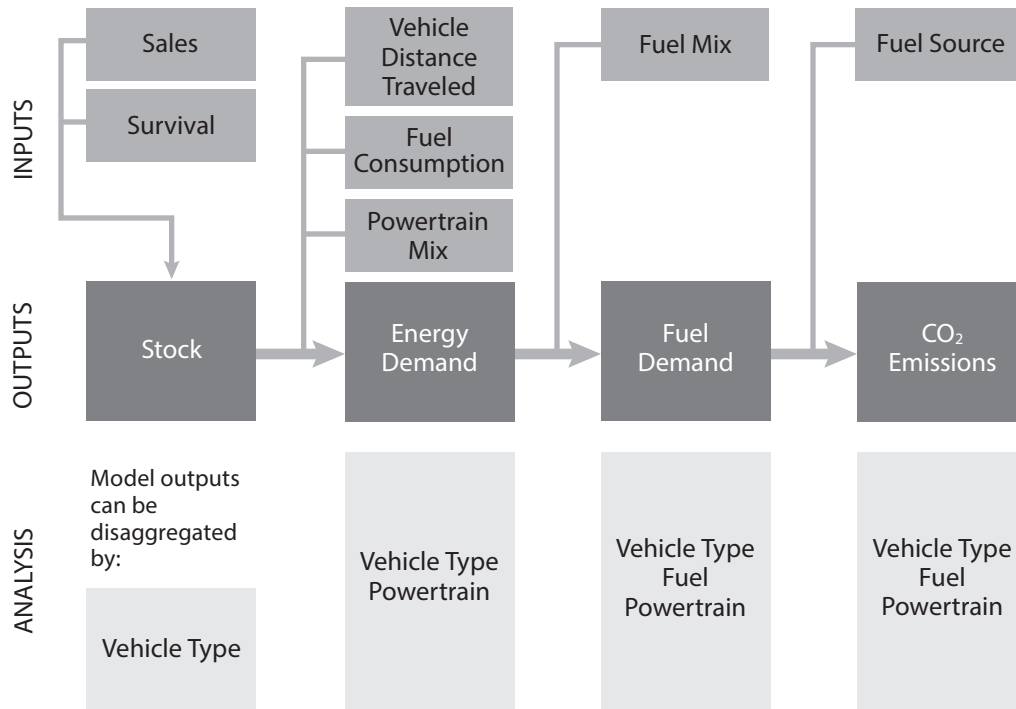 INPUTS
Sales
Survival
Vehicle
Distance
Traveled
Fuel
Consumption
Powertrain
Mix
Fuel Mix
Fuel Source
OUTPUTS
Stock
Energy
Demand
Fuel
Demand
CO₂
Emissions
ANALYSIS
Model outputs
can be
disaggregated
by:
Vehicle Type
Vehicle Type
Powertrain
Vehicle Type
Fuel
Powertrain
Vehicle Type
Fuel
Powertrain